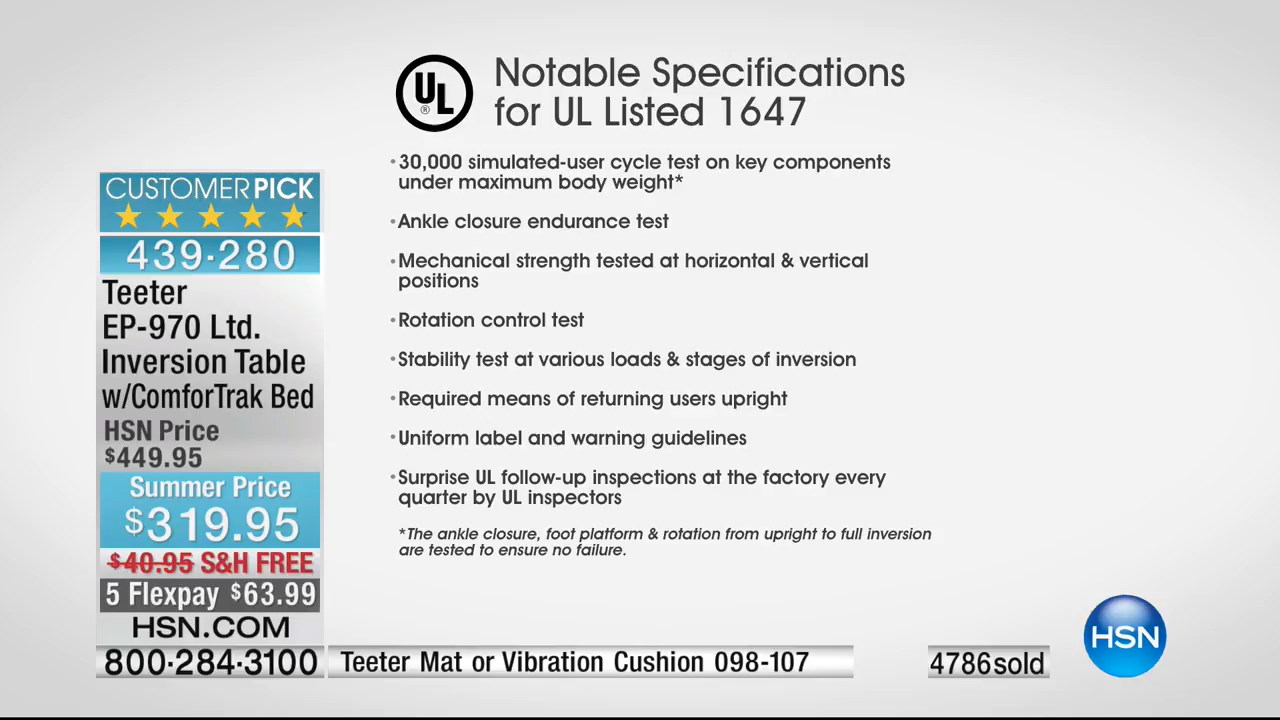 UL
®
Notable Specifications
for UL Listed 1647
•30,000 simulated-user cycle test on key components
under maximum body weight*
•Ankle closure endurance test
•Mechanical strength tested at horizontal & vertical
positions
•Rotation control test
•Stability test at various loads & stages of inversion
•Required means of returning users upright
•Uniform label and warning guidelines
•Surprise UL follow-up inspections at the factory every
quarter by UL inspectors
*The ankle closure, foot platform & rotation from upright to full inversion
are tested to ensure no failure.
CUSTOMER PICK
439·280
Teeter
EP-970 Ltd.
Inversion Table
w/ComforTrak Bed
HSN Price
$449.95
Summer Price
$319.95
$40.95 S&H FREE
5 Flexpay $63.99
HSN.COM
800·284·3100
Teeter Mat or Vibration Cushion 098-107
4786sold
HSN